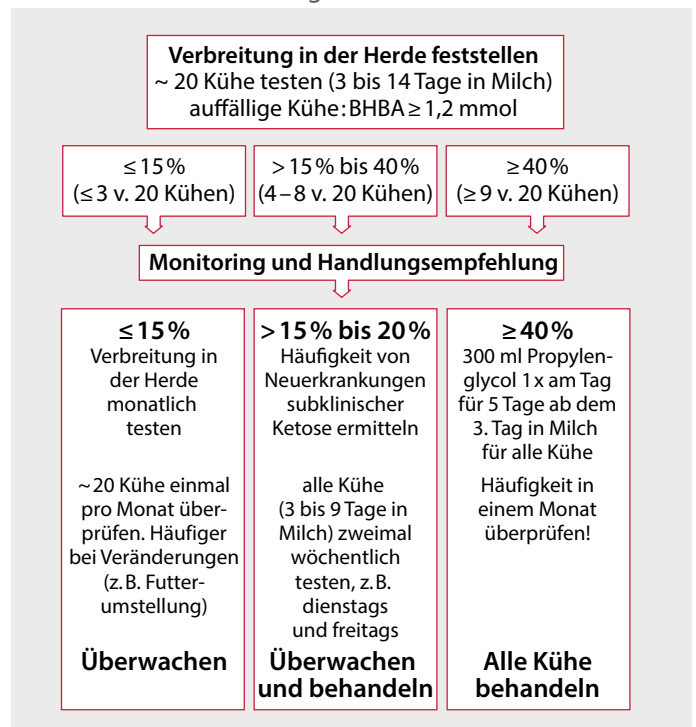 Verbreitung in der Herde feststellen
~ 20 Kühe testen (3 bis 14 Tage in Milch)
auffällige Kühe: BHBA ≥ 1,2 mmol
≤ 15 %
(≤ 3 v. 20 Kühen)
> 15 % bis 40 %
(4 – 8 v. 20 Kühen)
≥ 40 %
(≥ 9 v. 20 Kühen)
Monitoring und Handlungsempfehlung
≤ 15 %
Verbreitung in
der Herde
monatlich
testen
~ 20 Kühe einmal
pro Monat über-
prüfen. Häufiger
bei Veränderungen
(z. B. Futter-
umstellung)
Überwachen
> 15 % bis 20 %
Häufigkeit von
Neuerkrankungen
subklinischer
Ketose ermitteln
alle Kühe
(3 bis 9 Tage in
Milch) zweimal
wöchentlich
testen, z. B.
dienstags
und freitags
Überwachen
und behandeln
≥ 40 %
300 ml Propylen-
glycol 1 x am Tag
für 5 Tage ab dem
3. Tag in Milch
für alle Kühe
Häufigkeit in
einem Monat
überprüfen!
Alle Kühe
behandeln